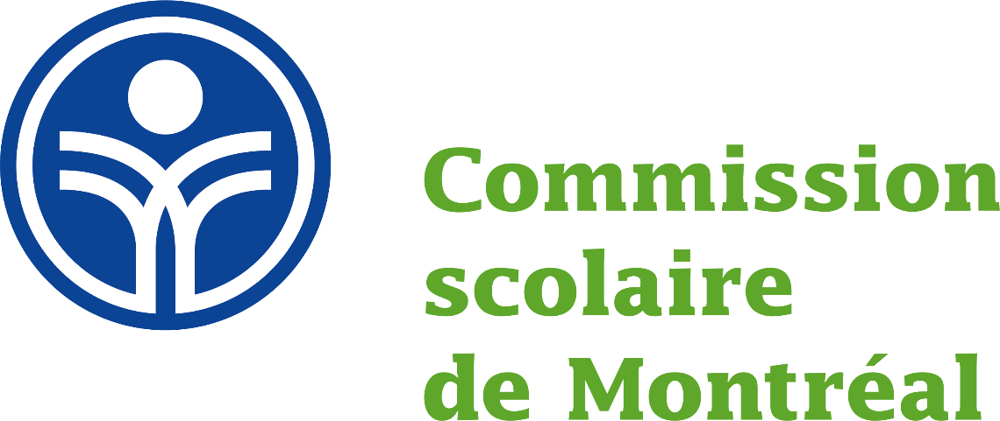 Commission
scolaire
de Montréal